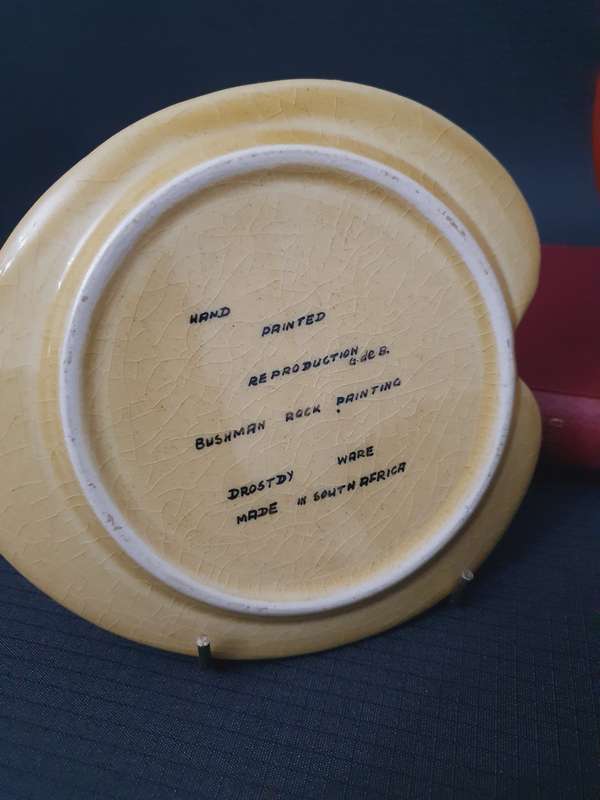 HAND PAINTED
REPRODUCTION
G. de B.
BUSHMAN ROCK PAINTING
DROSTDY WARE
MADE IN SOUTH AFRICA